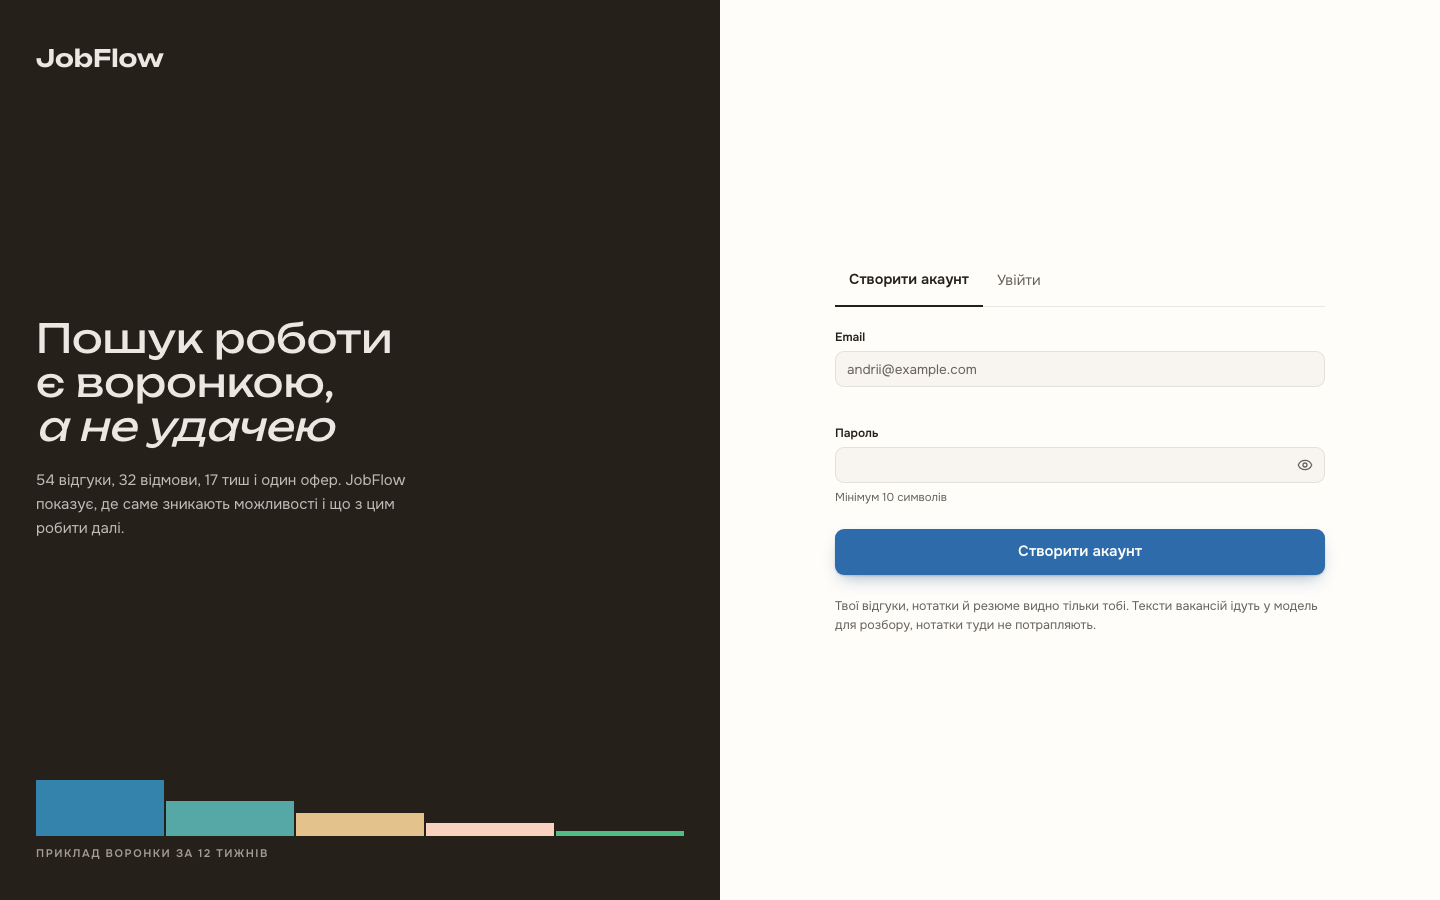 JobFlow
Пошук роботи
є воронкою,
а не удачею
54 відгуки, 32 відмови, 17 тиш і один офер. JobFlow
показує, де саме зникають можливості і що з цим
робити далі.
ПРИКЛАД ВОРОНКИ ЗА 12 ТИЖНІВ
Створити акаунт
Увійти
Email
andrii@example.com
Пароль
Мінімум 10 символів
Створити акаунт
Твої відгуки, нотатки й резюме видно тільки тобі. Тексти вакансій ідуть у модель
для розбору, нотатки туди не потрапляють.